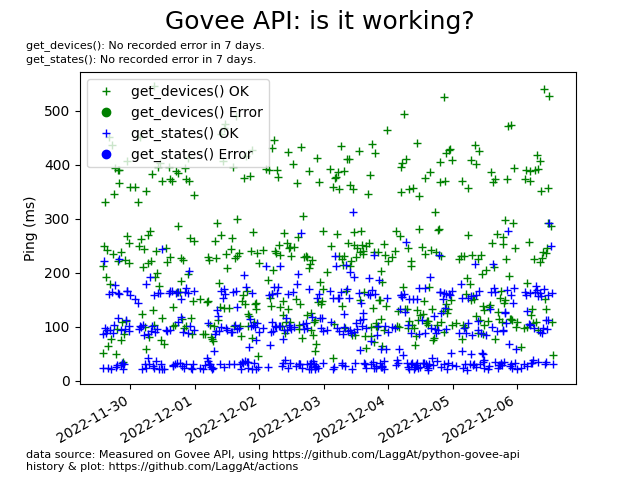 Govee API: is it working?
get_devices(): No recorded error in 7 days.
get_states(): No recorded error in 7 days.
get_devices() OK
get_devices() Error
get_states() OK
get_states() Error
Ping (ms)
500
400
300
200
100
0
2022-11-30
2022-12-01
2022-12-02
2022-12-03
2022-12-04
2022-12-05
2022-12-06
data source: Measured on Govee API, using https://github.com/LaggAt/python-govee-api
history & plot: https://github.com/LaggAt/actions